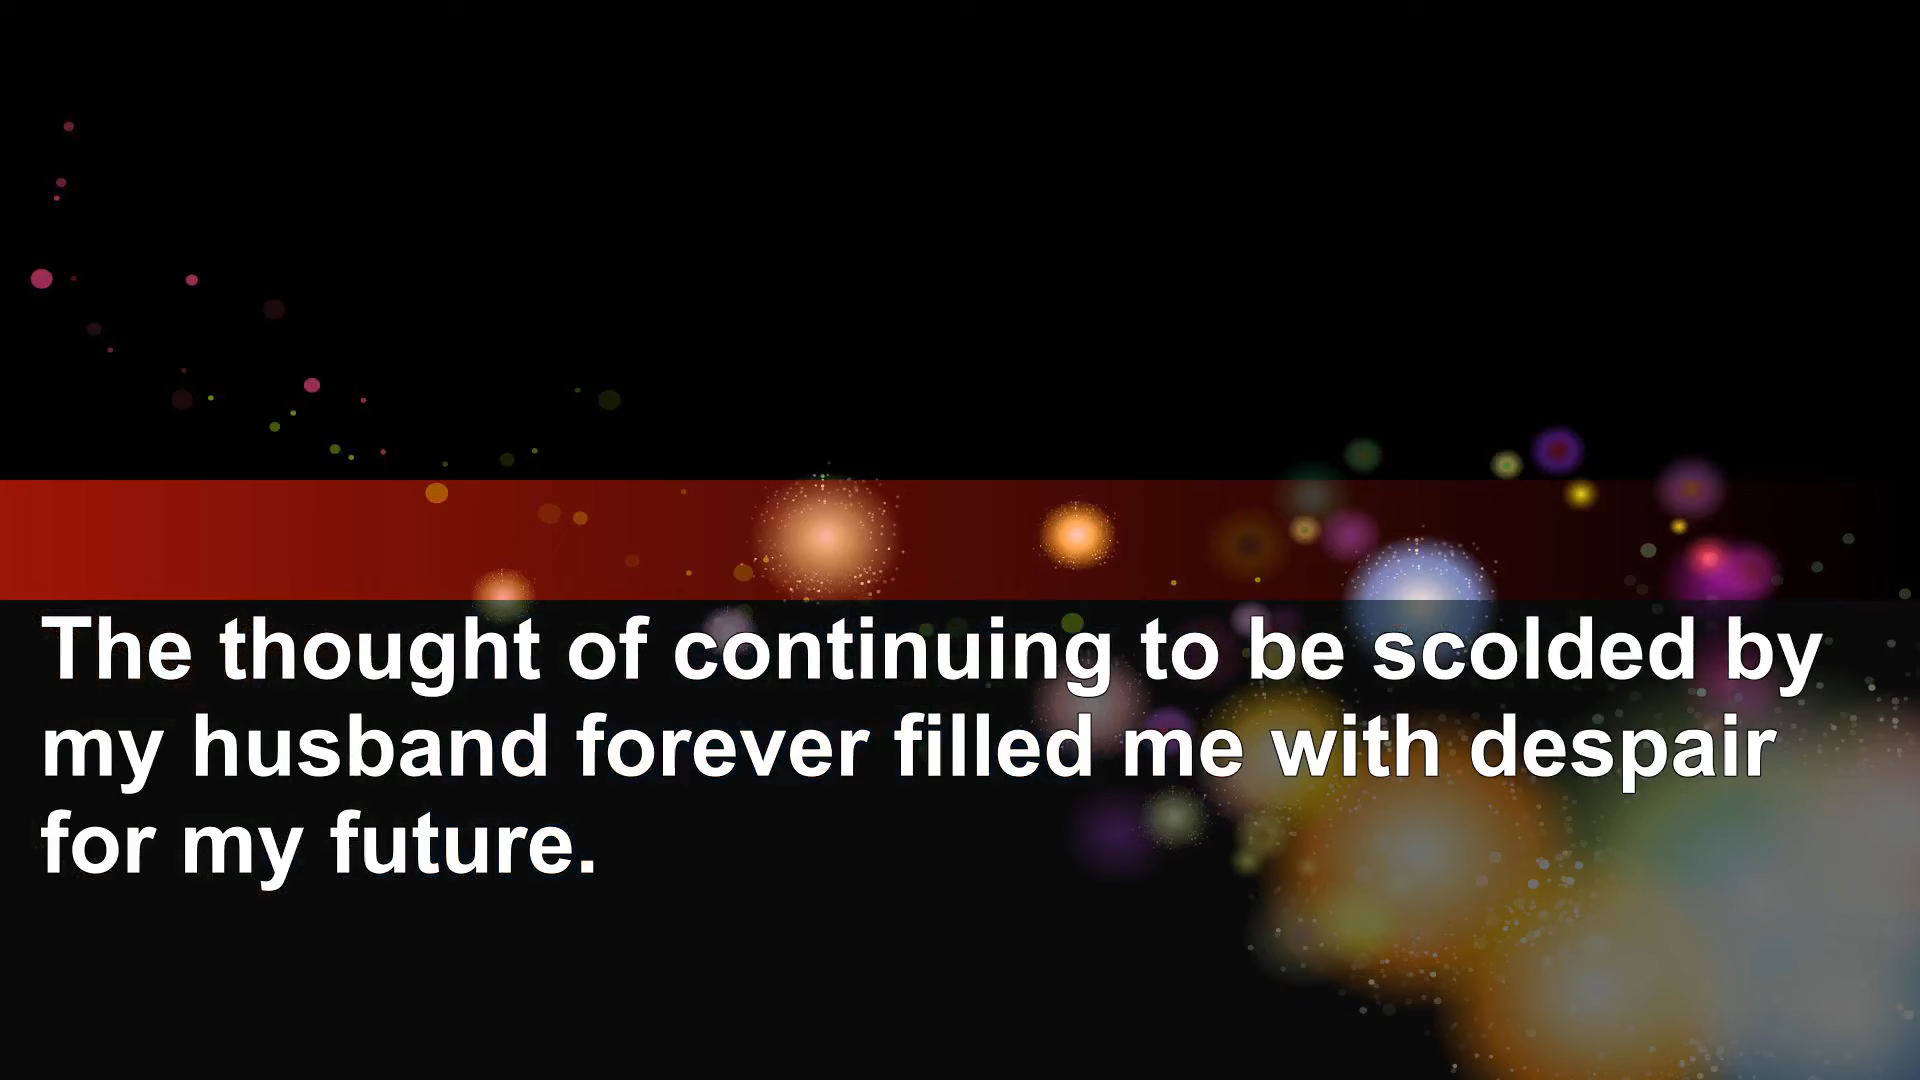 The thought of continuing to be scolded by
my husband forever filled me with despair
for my future.